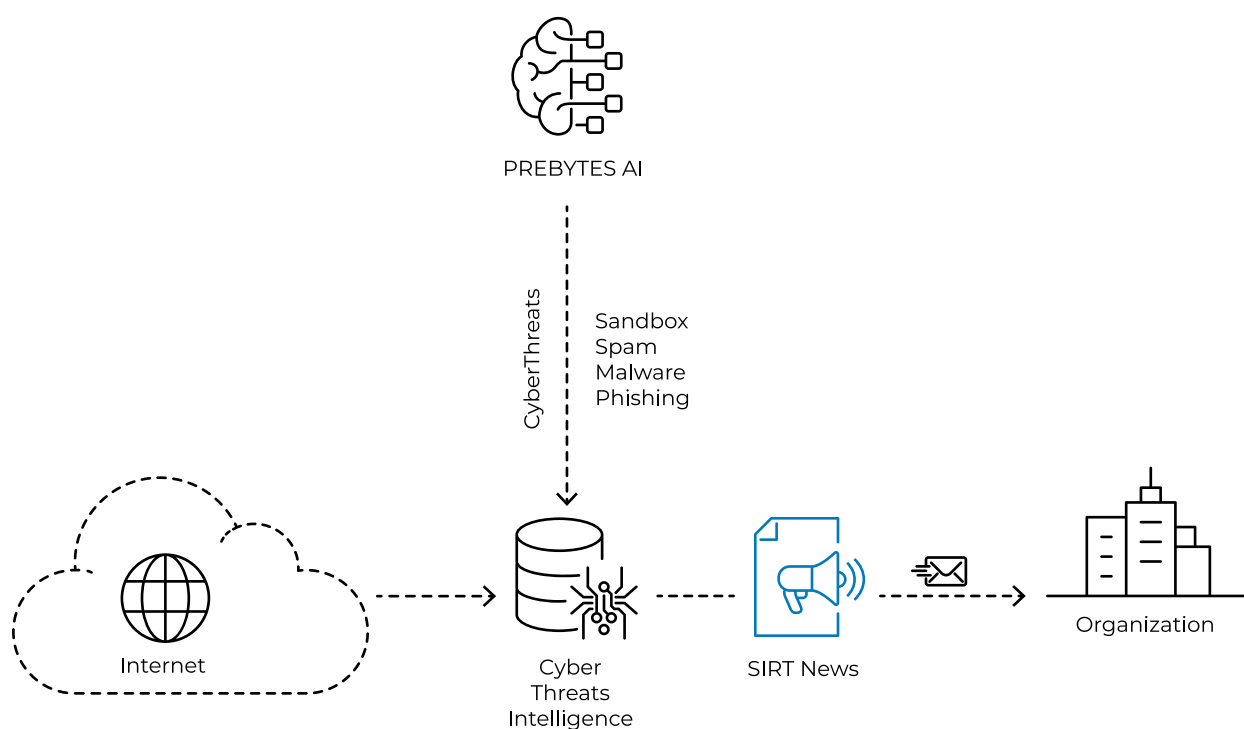 PREBYTES AI
CyberThreats
Sandbox
Spam
Malware
Phishing
Internet
Cyber
Threats
Intelligence
SIRT News
Organization